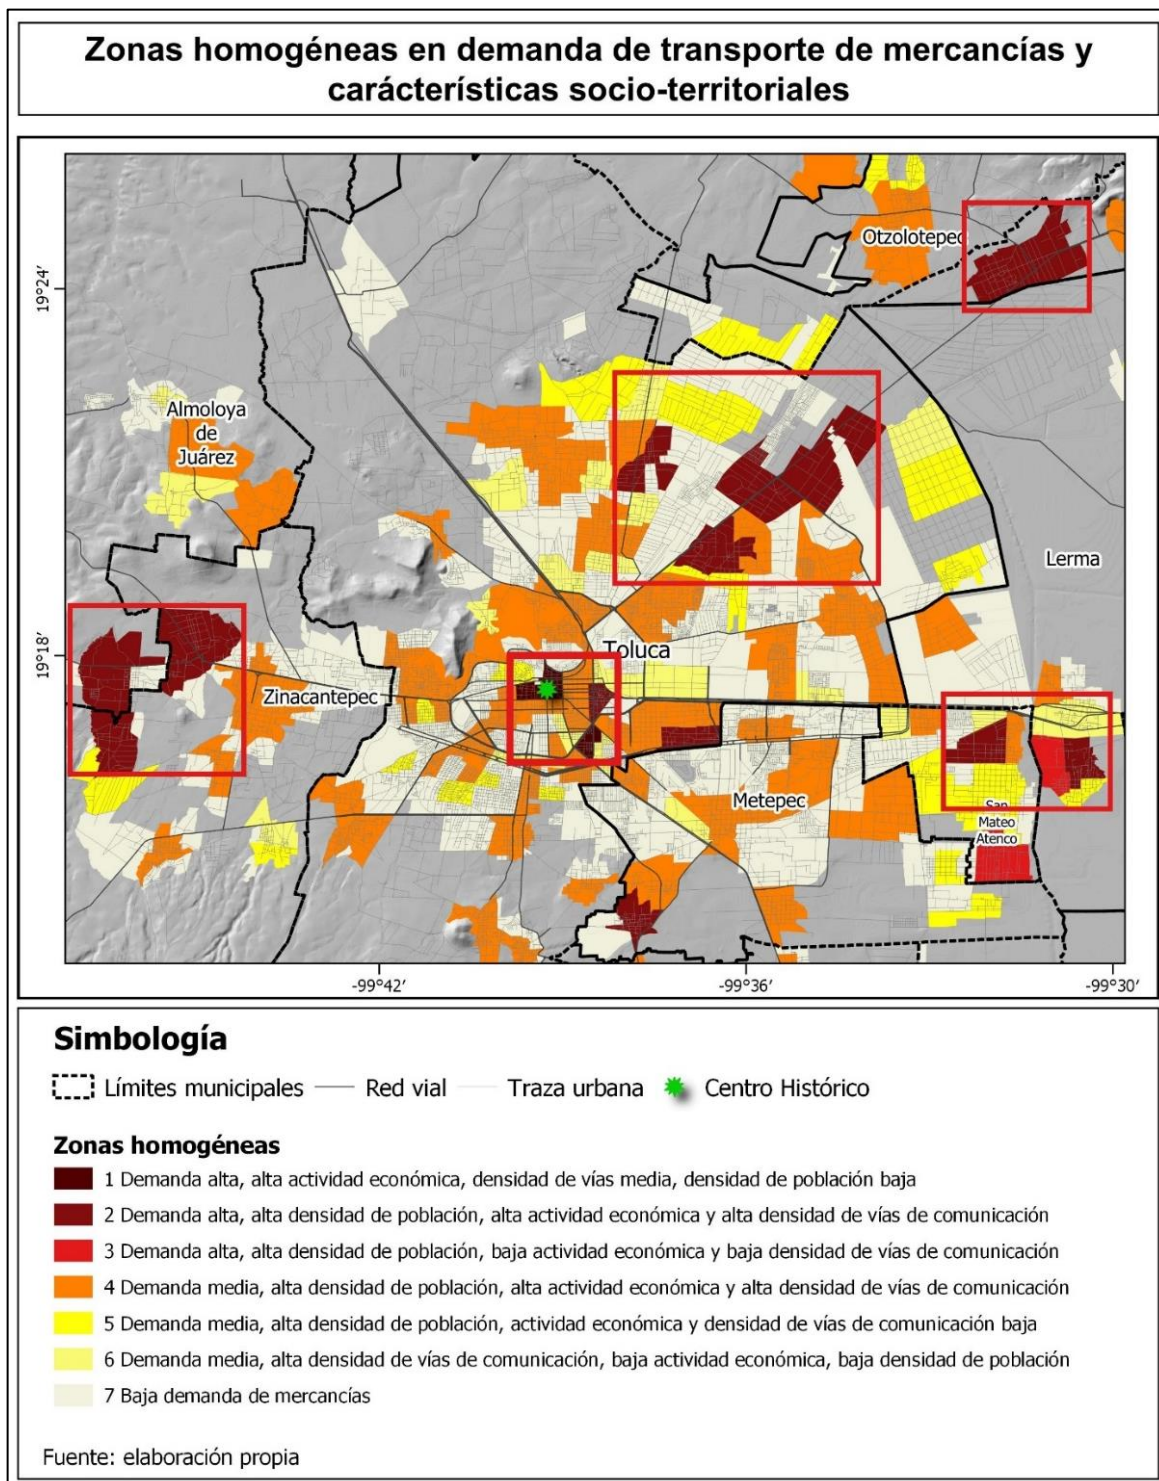 Zonas homogéneas en demanda de transporte de mercancías y
carácterísticas socio-territoriales
Otzolotepec
19°24'
Almoloya
de
Juárez
Lerma
19°18'
Toluca
Zinacantepec
Metepec
San
Mateo
Atenco
-99°42'
-99°36'
-99°30'
Simbología
Límites municipales
Red vial
Traza urbana
Centro Histórico
Zonas homogéneas
1 Demanda alta, alta actividad económica, densidad de vías media, densidad de población baja
2 Demanda alta, alta densidad de población, alta actividad económica y alta densidad de vías de comunicación
3 Demanda alta, alta densidad de población, baja actividad económica y baja densidad de vías de comunicación
4 Demanda media, alta densidad de población, alta actividad económica y alta densidad de vías de comunicación
5 Demanda media, alta densidad de población, actividad económica y densidad de vías de comunicación baja
6 Demanda media, alta densidad de vías de comunicación, baja actividad económica, baja densidad de población
7 Baja demanda de mercancías
Fuente: elaboración propia